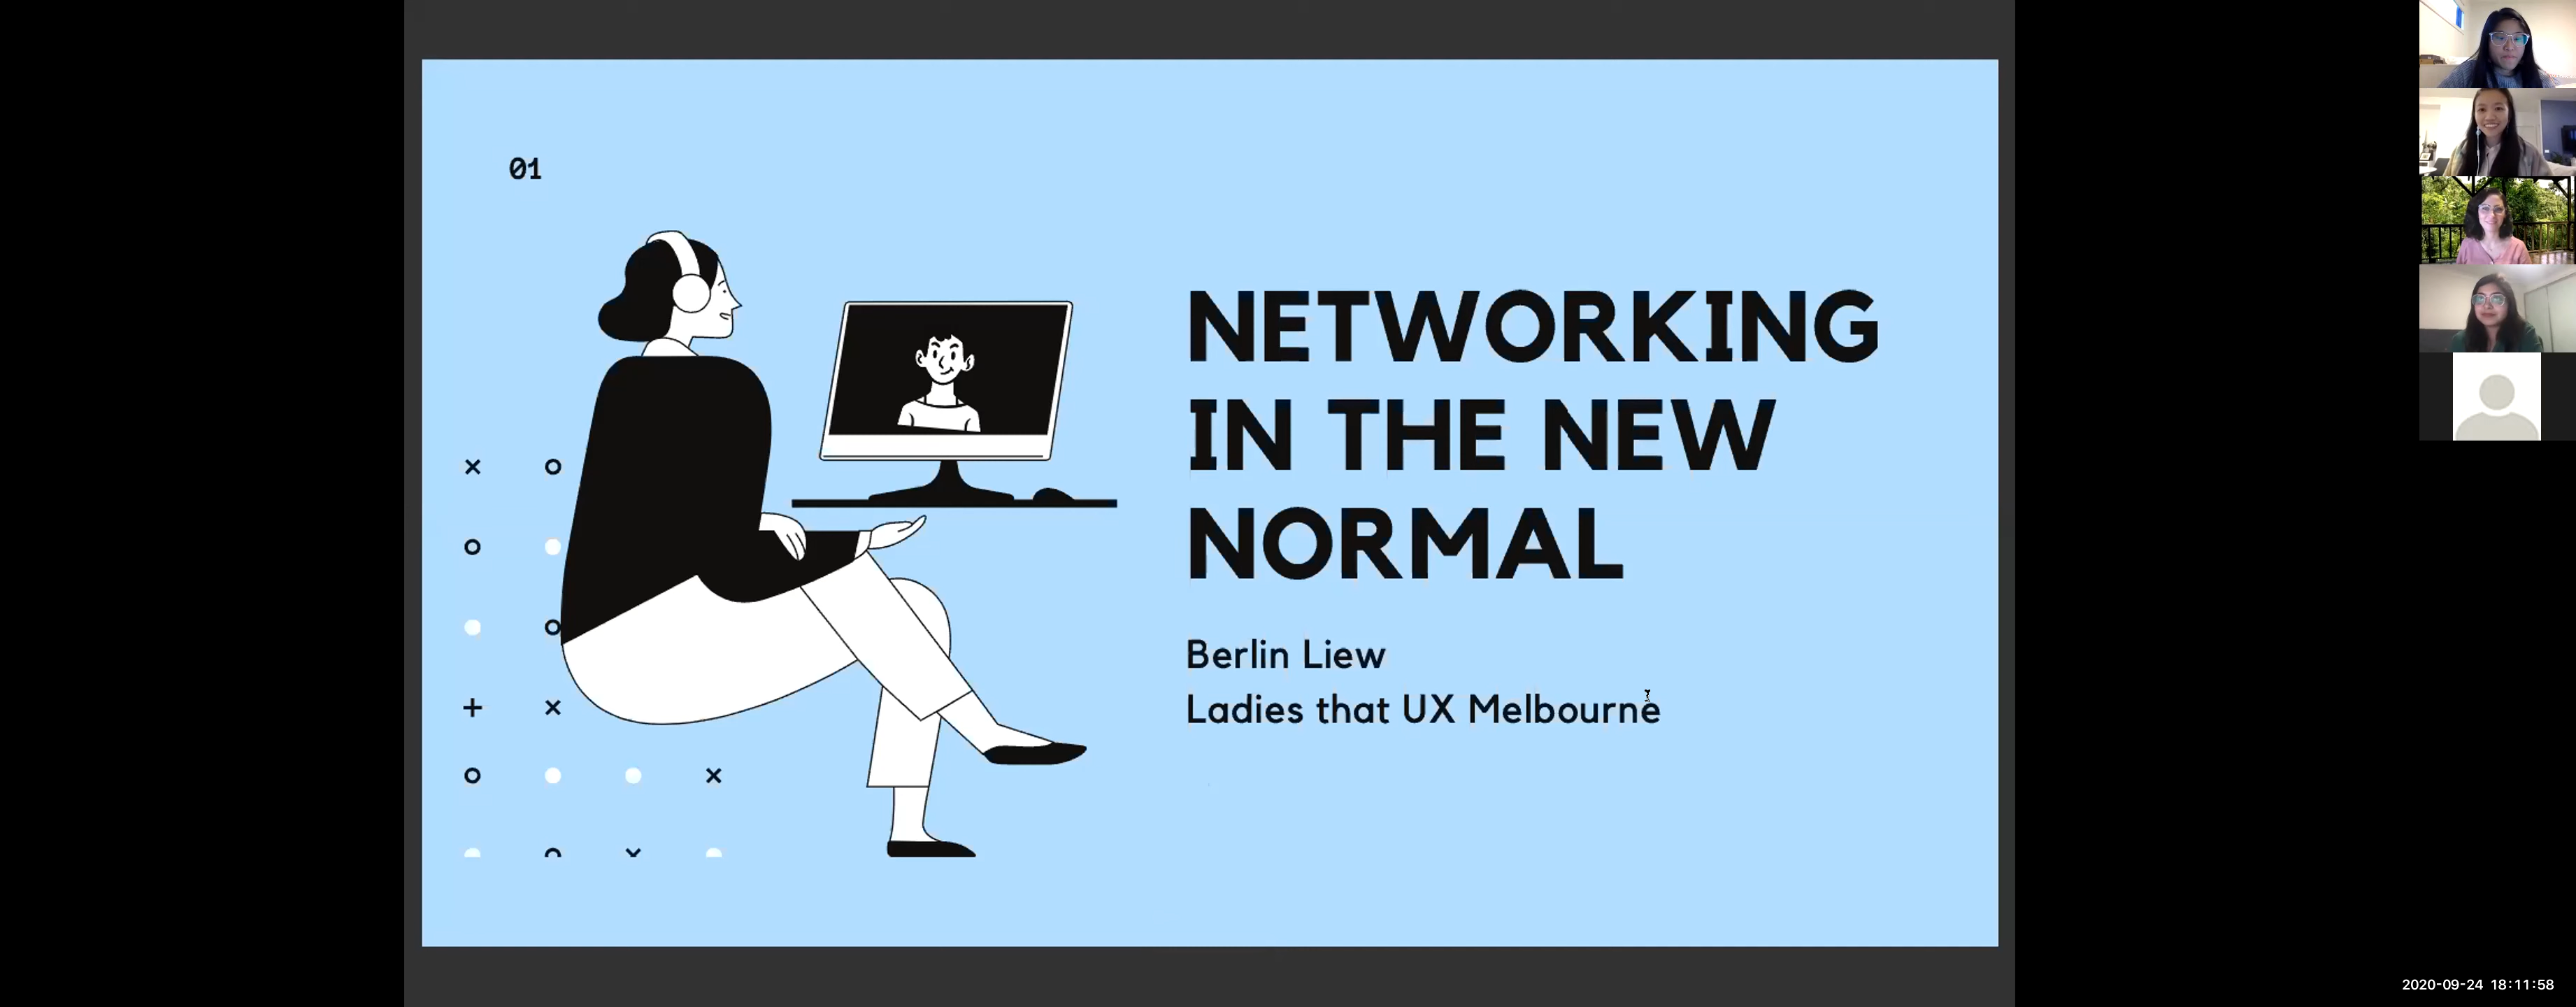 01
NETWORKING
IN THE NEW
NORMAL
Berlin Liew
Ladies that UX Melbourne
2020-09-24 18:11:58